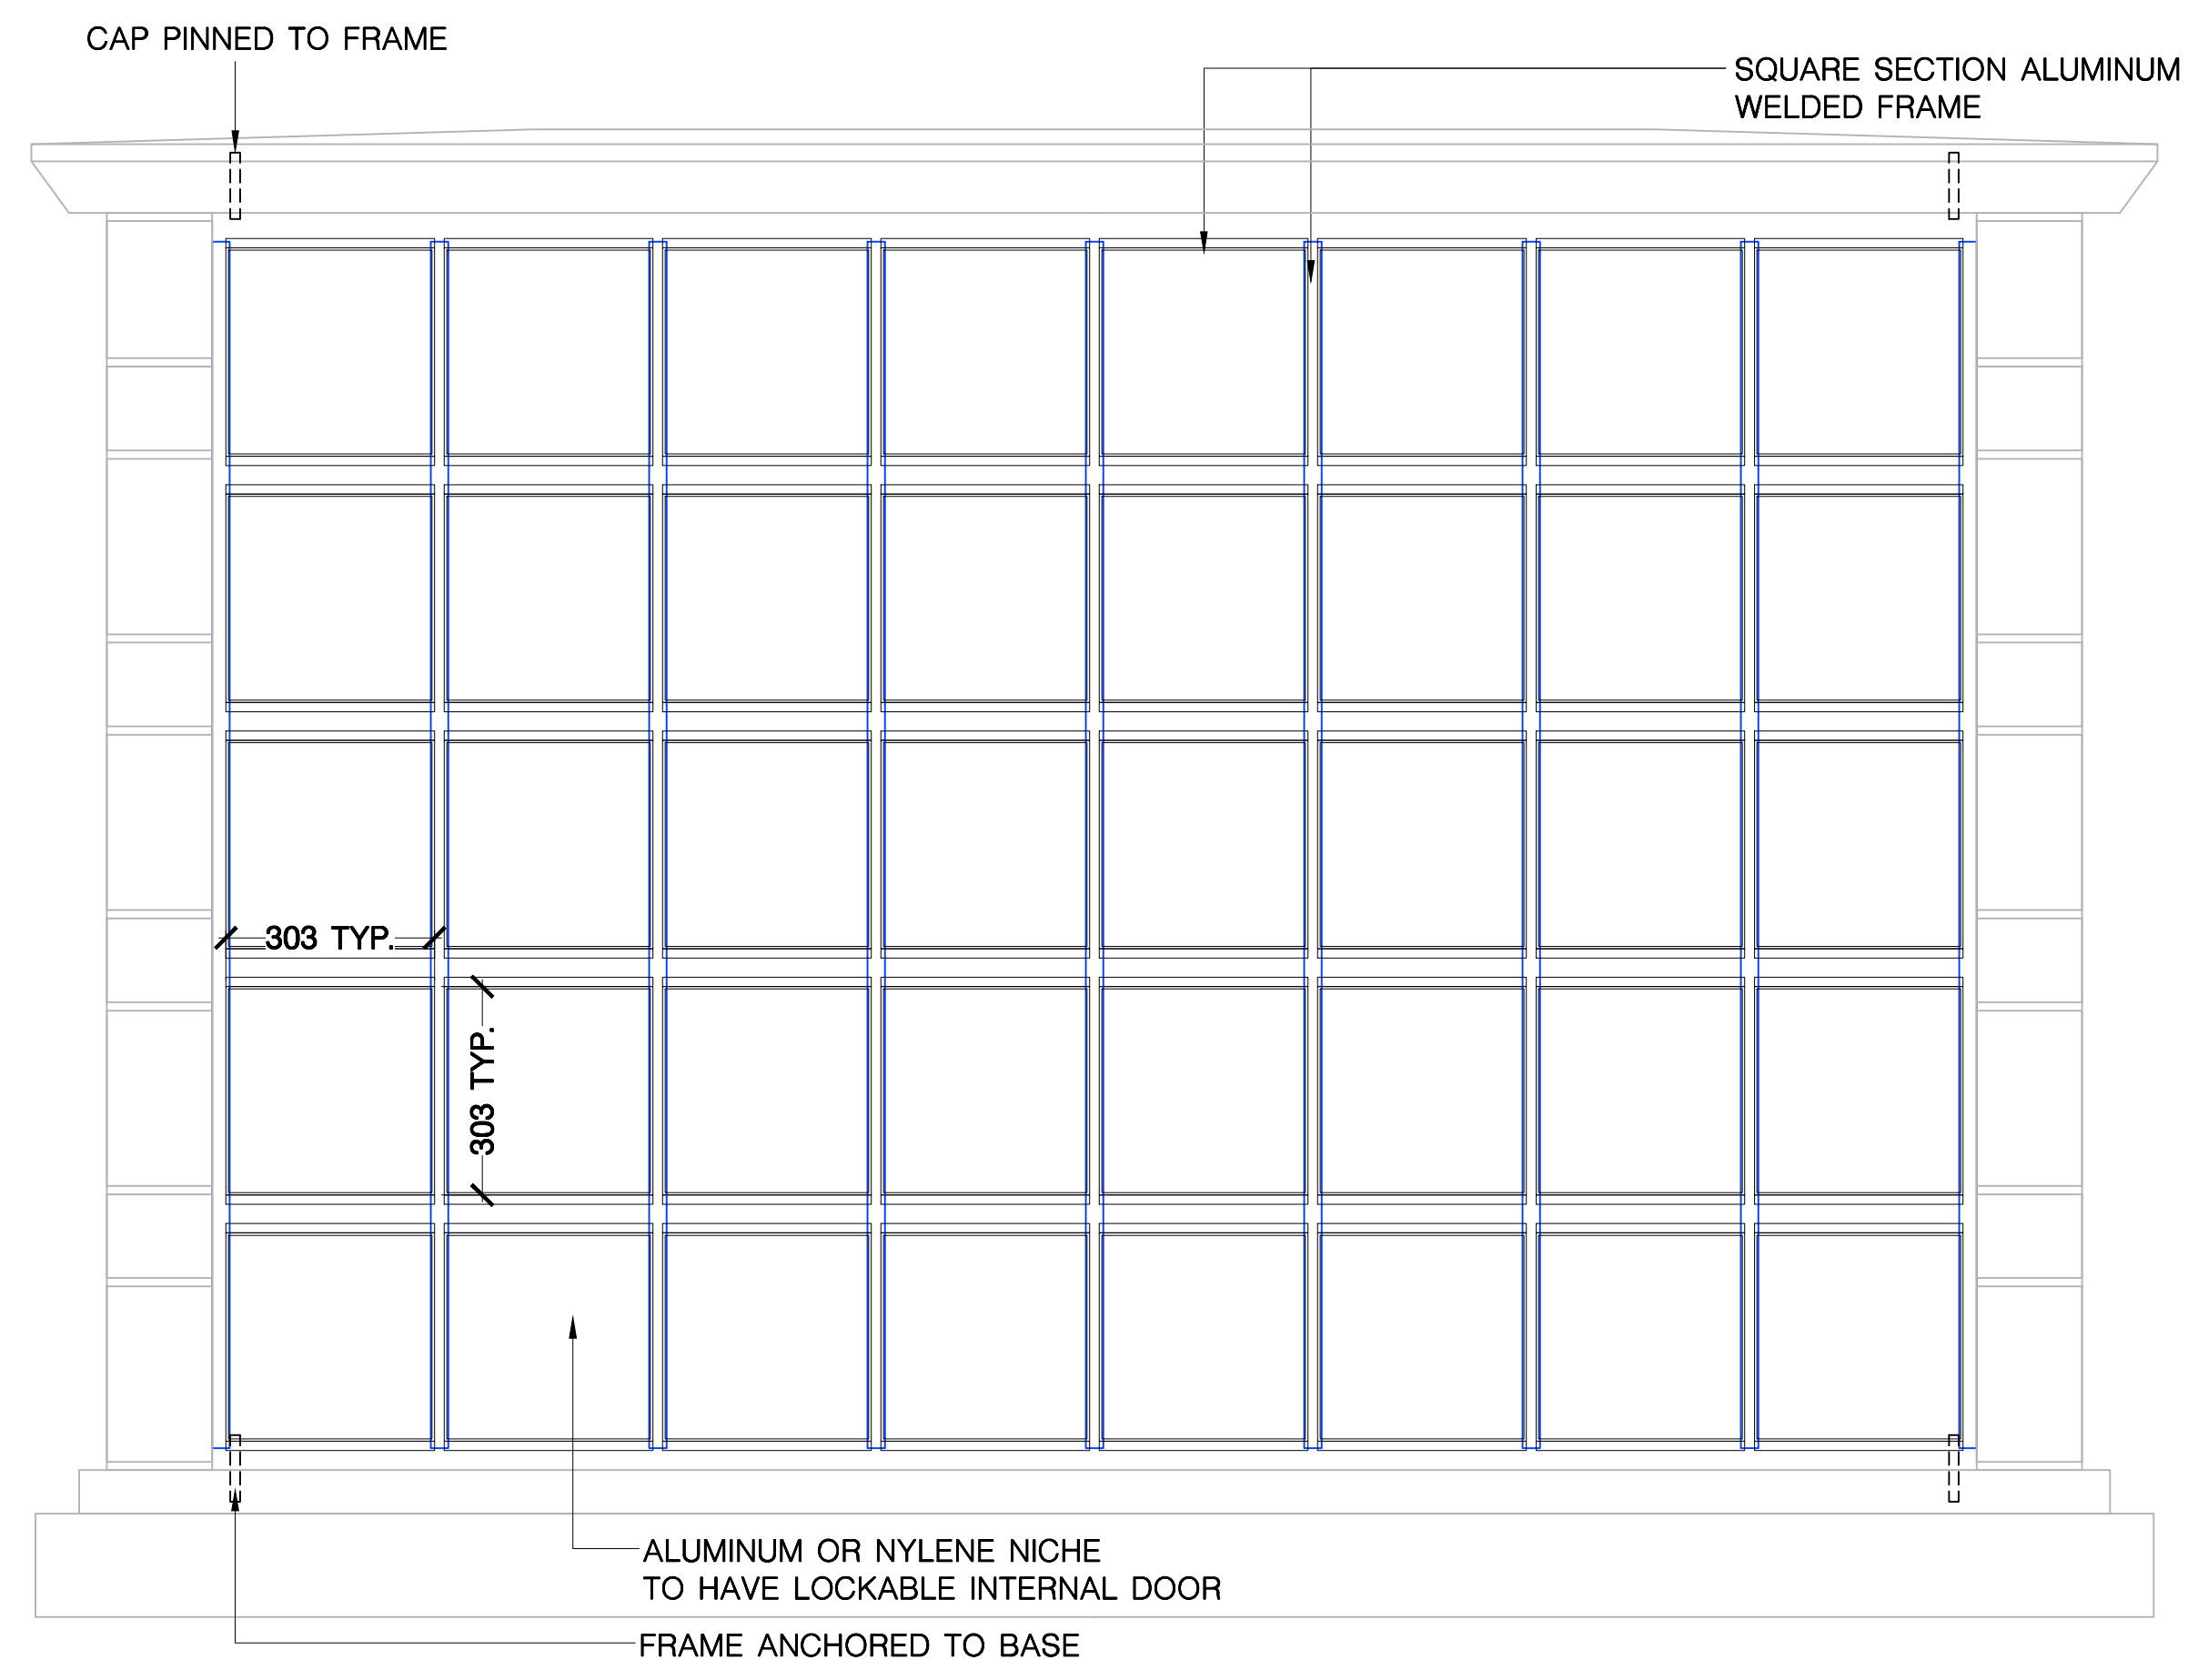 CAP PINNED TO FRAME
SQUARE SECTION ALUMINUM
WELDED FRAME
303 TYP.
303 TYP.
ALUMINUM OR NYLENE NICHE
TO HAVE LOCKABLE INTERNAL DOOR
FRAME ANCHORED TO BASE